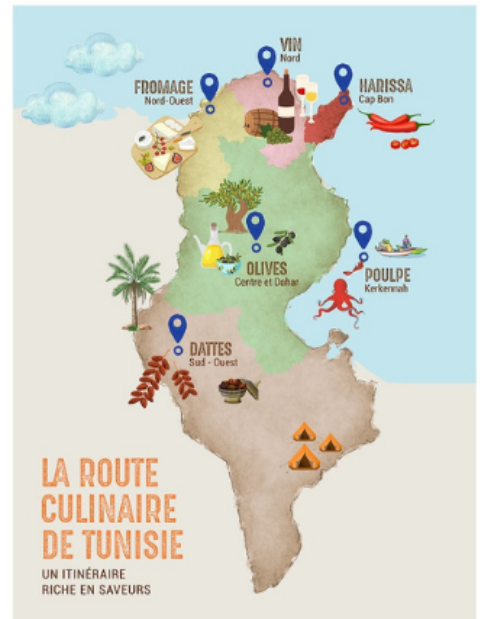 VIN
Nord
FROMAGE
Nord-Ouest
HARISSA
Cap Bon
OLIVES
Centre et Dahar
POULPE
Kerkennah
DATTES
Sud - Ouest
LA ROUTE
CULINAIRE
DE TUNISIE
UN ITINÉRAIRE
RICHE EN SAVEURS